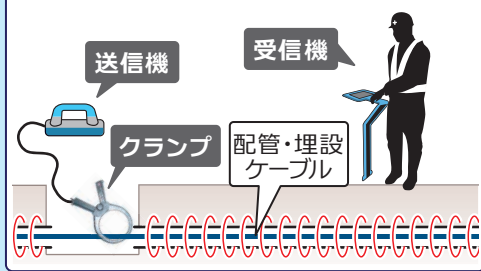 送信機
受信機
クランプ
配管・埋設
ケーブル